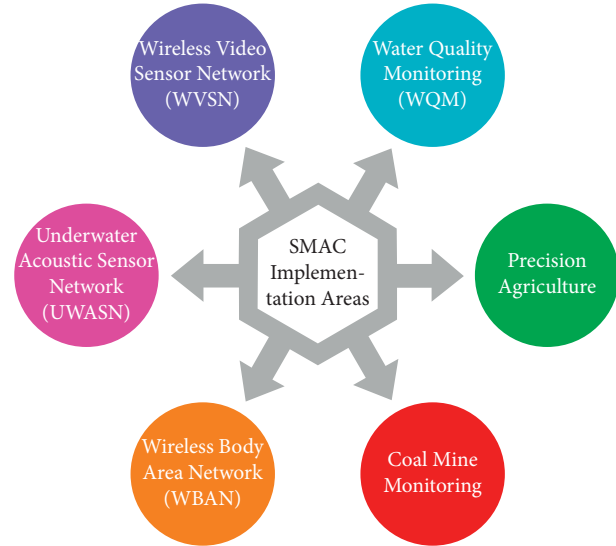 Wireless Video
Sensor Network
(WVSN)
Water Quality
Monitoring
(WQM)
Underwater
Acoustic Sensor
Network
(UWASN)
SMAC
Implemen-
tation Areas
Precision
Agriculture
Wireless Body
Area Network
(WBAN)
Coal Mine
Monitoring